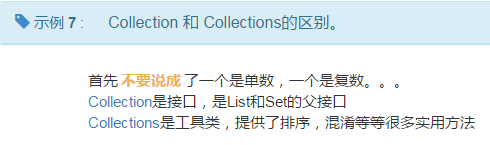 示例 7 : Collection 和 Collections的区别。
首先 不要说成 了一个是单数，一个是复数。。。
Collection是接口，是List和Set的父接口
Collections是工具类，提供了排序，混淆等等很多实用方法